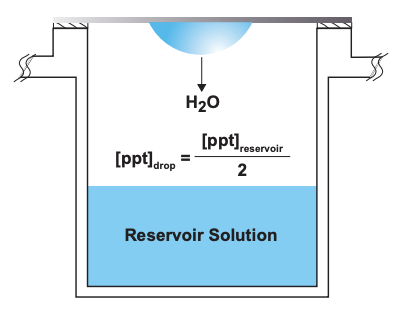 H2O
[ppt]drop = [ppt]reservoir
2
Reservoir Solution